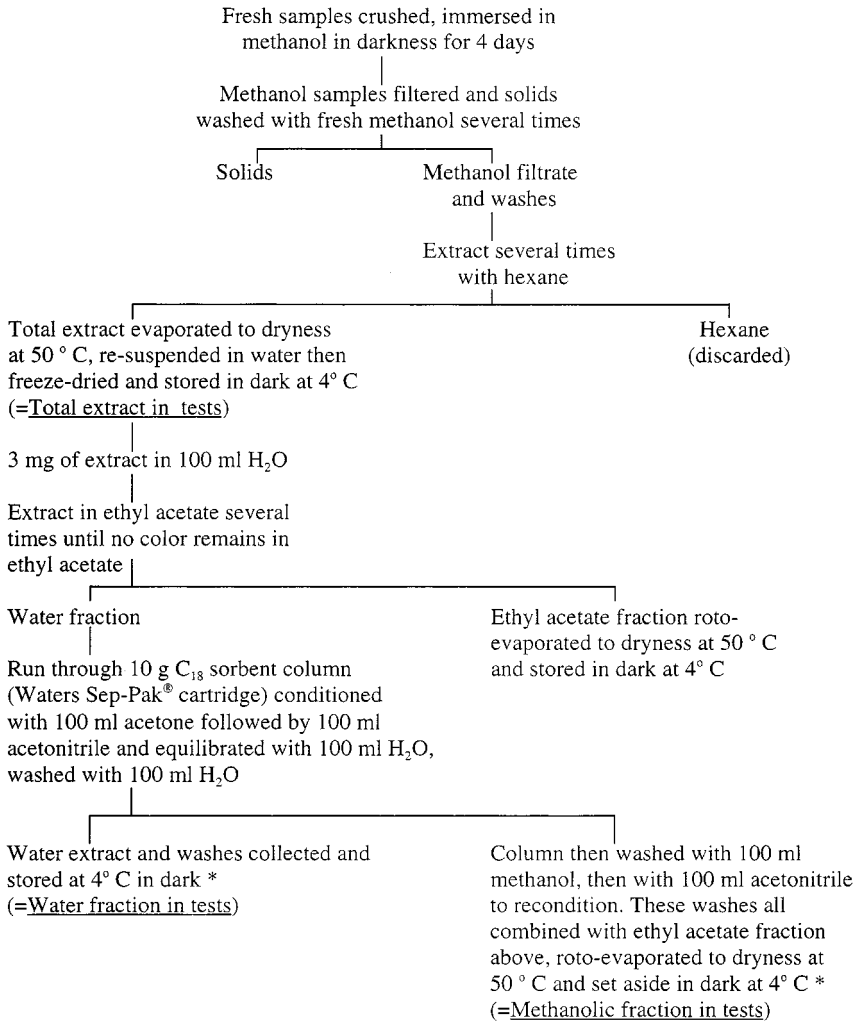 Fresh samples crushed, immersed in
methanol in darkness for 4 days
Methanol samples filtered and solids
washed with fresh methanol several times
Solids
Methanol filtrate
and washes
Extract several times
with hexane
Total extract evaporated to dryness
at 50 ° C, re-suspended in water then
freeze-dried and stored in dark at 4° C
(=Total extract in tests)
Hexane
(discarded)
3 mg of extract in 100 ml H₂O
Extract in ethyl acetate several
times until no color remains in
ethyl acetate
Water fraction
Ethyl acetate fraction roto-
evaporated to dryness at 50 ° C
and stored in dark at 4° C
Run through 10 g C₁₈ sorbent column
(Waters Sep-Pak® cartridge) conditioned
with 100 ml acetone followed by 100 ml
acetonitrile and equilibrated with 100 ml H₂O,
washed with 100 ml H₂O
Water extract and washes collected and
stored at 4° C in dark *
(=Water fraction in tests)
Column then washed with 100 ml
methanol, then with 100 ml acetonitrile
to recondition. These washes all
combined with ethyl acetate fraction
above, roto-evaporated to dryness at
50 ° C and set aside in dark at 4° C *
(=Methanolic fraction in tests)